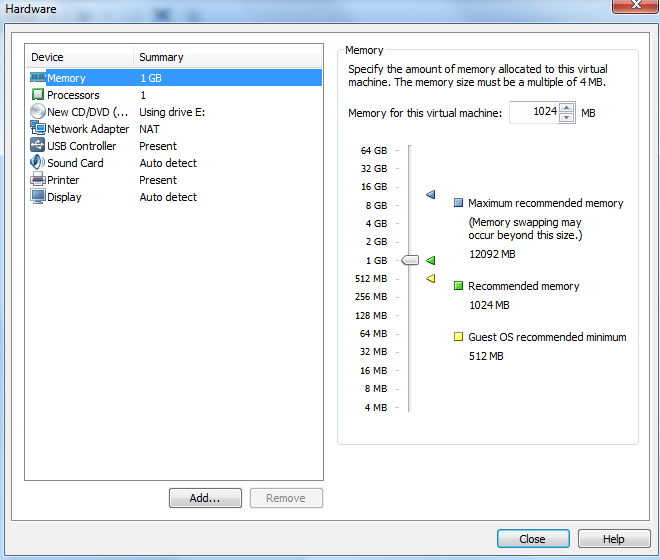 Hardware
Device Summary
Memory 1 GB
Processors 1
New CD/DVD (... Using drive E:
Network Adapter NAT
USB Controller Present
Sound Card Auto detect
Printer Present
Display Auto detect
Add...
Remove
Memory
Specify the amount of memory allocated to this virtual
machine. The memory size must be a multiple of 4 MB.
Memory for this virtual machine: 1024 MB
64 GB
32 GB
16 GB
8 GB
4 GB
2 GB
1 GB
512 MB
256 MB
128 MB
64 MB
32 MB
16 MB
8 MB
4 MB
Maximum recommended memory
(Memory swapping may
occur beyond this size.)
12092 MB
Recommended memory
1024 MB
Guest OS recommended minimum
512 MB
Close
Help